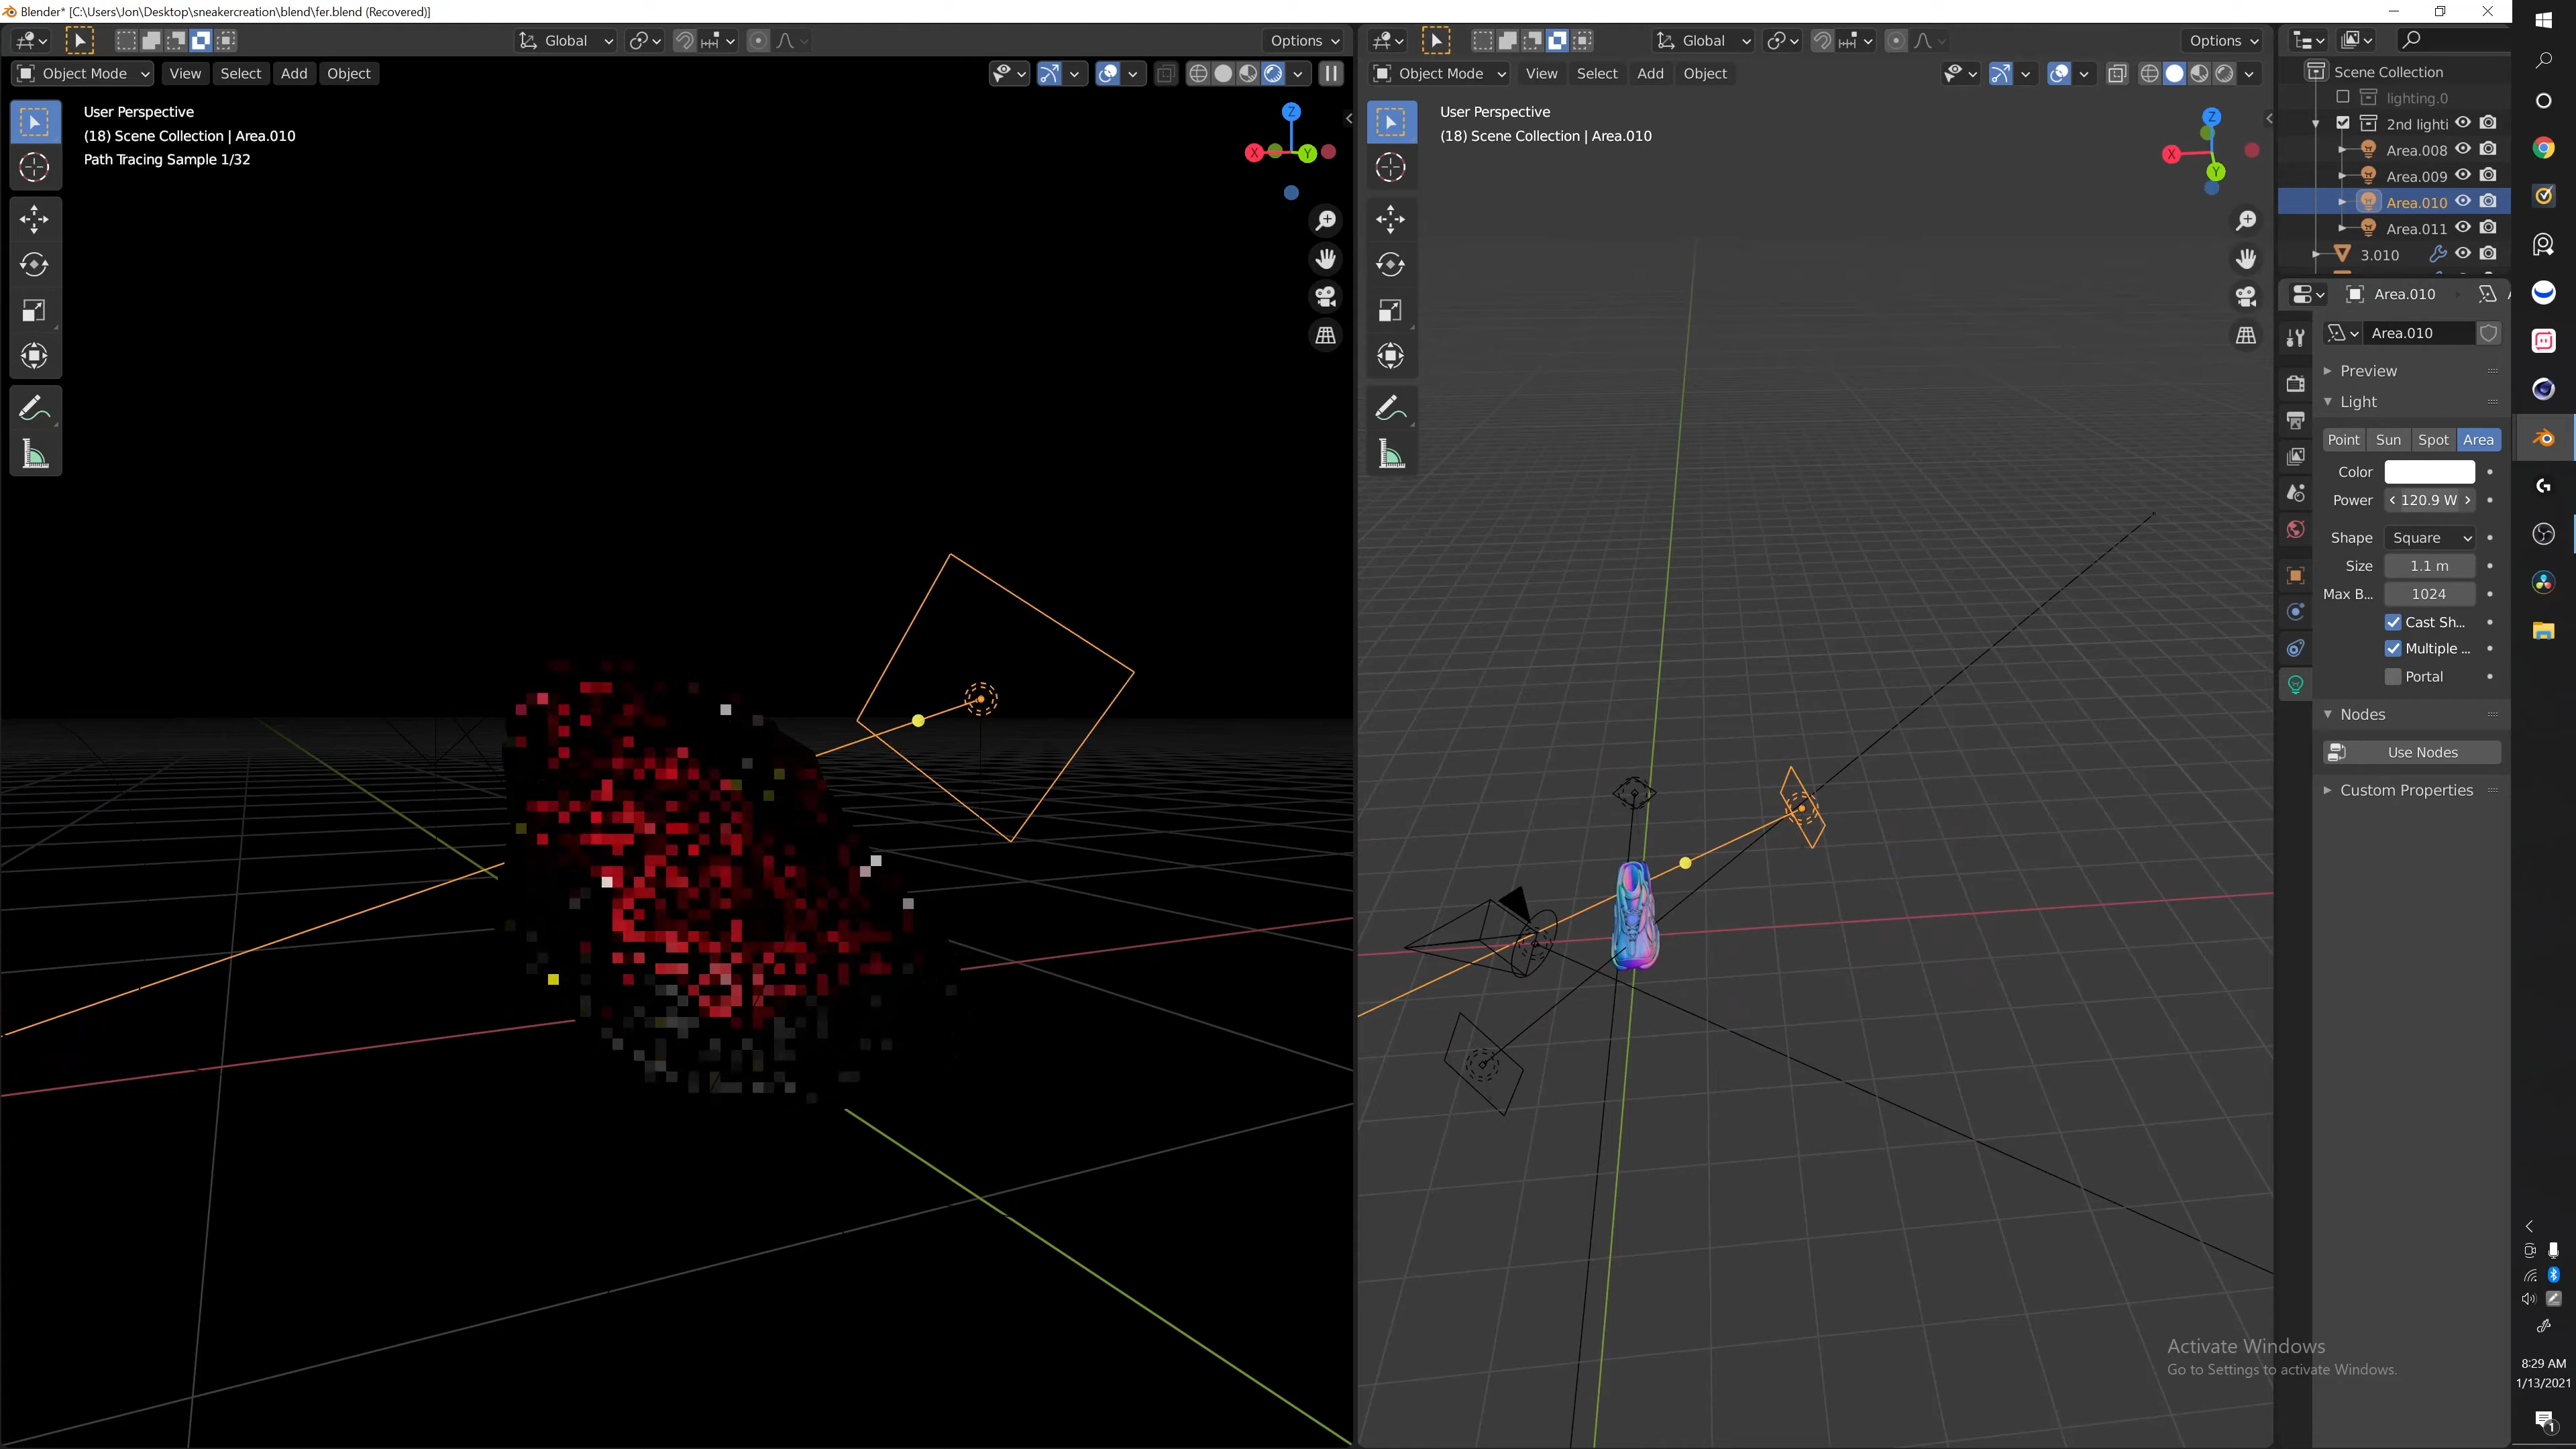 Blender* [C:\Users\Jon\Desktop\sneakercreation\blend\fer.blend (Recovered)]
Global
Options
Global
Options
Object Mode
View
Select
Add
Object
Object Mode
View
Select
Add
Object
Scene Collection
lighting.0
2nd lighti
Area.008
Area.009
Area.010
Area.011
3.010
User Perspective
(18) Scene Collection | Area.010
Path Tracing Sample 1/32
Z
X
Y
User Perspective
(18) Scene Collection | Area.010
Z
X
Y
Area.010
Area.010
Preview
Light
Point
Sun
Spot
Area
Color
Power
120.9 W
Shape
Square
Size
1.1 m
Max B...
1024
Cast Sh...
Multiple ...
Portal
Nodes
Use Nodes
Custom Properties
Activate Windows
Go to Settings to activate Windows.
8:29 AM
1/13/2021
1